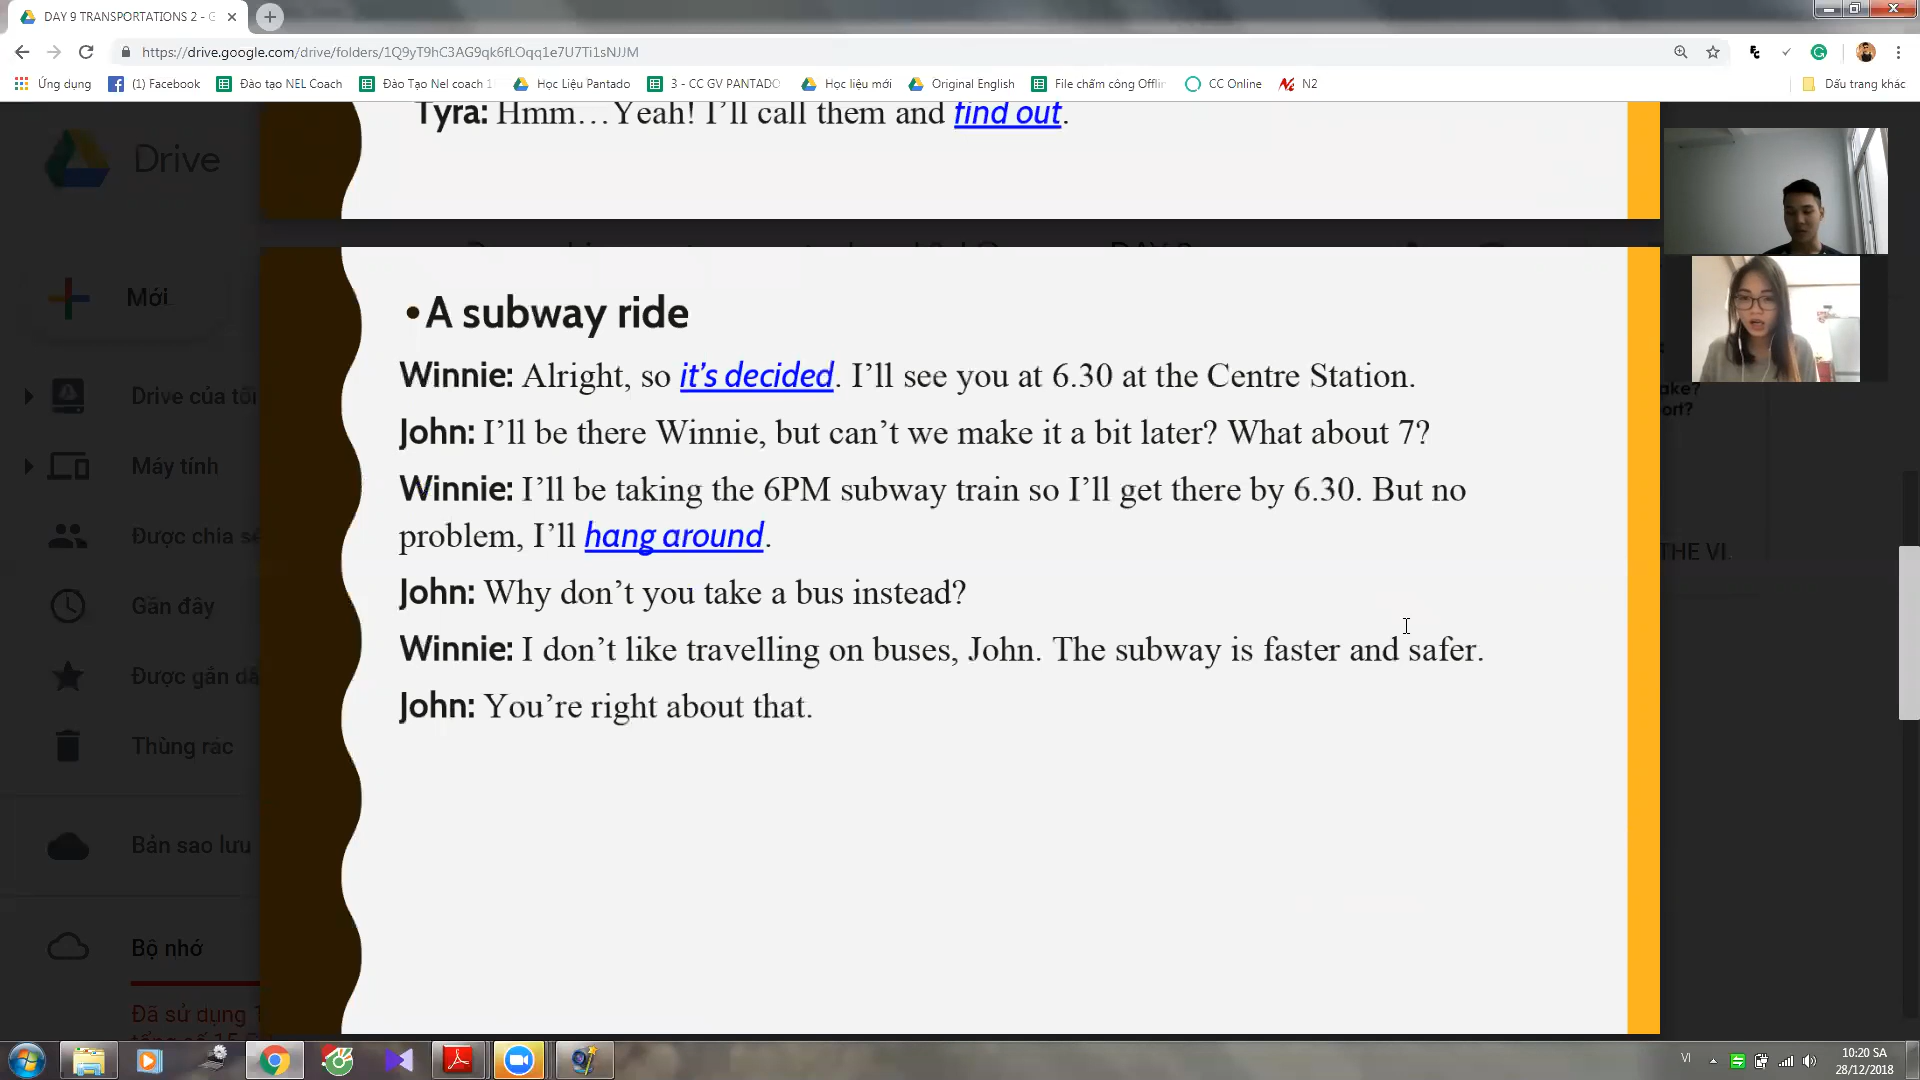 DAY 9 TRANSPORTATIONS 2 - G
https://drive.google.com/drive/folders/1Q9yT9hC3AG9qk6fLOqq1e7U7Ti1sNJJM
Ứng dụng (1) Facebook Đào tạo NEL Coach Đào Tạo Nel coach 1 Học Liệu Pantado 3 - CC GV PANTADO Học liệu mới Original English File chấm công Offlin CC Online N2 Dấu trang khác
Tyra: Hmm…Yeah! I’ll call them and find out.
Drive
Mới
•A subway ride
Winnie: Alright, so it’s decided. I’ll see you at 6.30 at the Centre Station.
Drive của tôi
John: I’ll be there Winnie, but can’t we make it a bit later? What about 7?
Máy tính
Winnie: I’ll be taking the 6PM subway train so I’ll get there by 6.30. But no
problem, I’ll hang around.
Được chia sẻ
THE VI
John: Why don’t you take a bus instead?
Gần đây
Winnie: I don’t like travelling on buses, John. The subway is faster and safer.
Được gắn dấ
John: You’re right about that.
Thùng rác
Bản sao lưu
Bộ nhớ
Đã sử dụng 1
VI
10:20 SA
28/12/2018